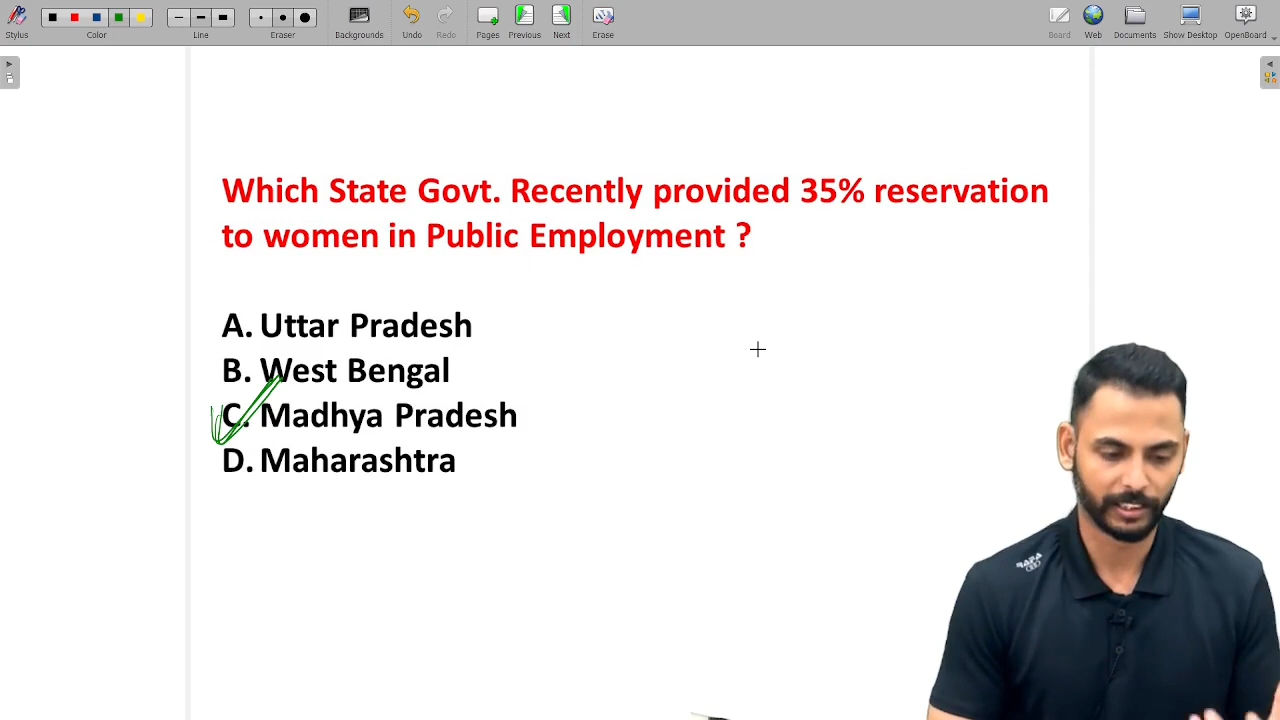 Stylus
Color
Line
Eraser
Backgrounds
Undo
Redo
Pages
Previous
Next
Erase
Board
Web
Documents
Show Desktop
OpenBoard
Which State Govt. Recently provided 35% reservation
to women in Public Employment ?
A. Uttar Pradesh
B. West Bengal
C. Madhya Pradesh
D. Maharashtra